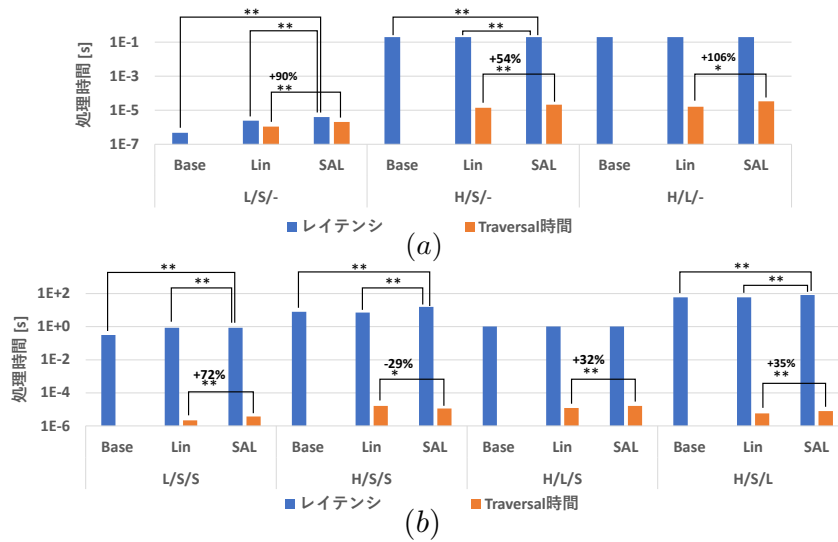 処理時間 [s]
1E-1
1E-3
1E-5
1E-7
**
**
+90%
**
**
**
+54%
**
+106%
*
Base Lin SAL Base Lin SAL Base Lin SAL
L/S/- H/S/- H/L/-
レイテンシ Traversal時間
(a)
処理時間 [s]
1E+2
1E+0
1E-2
1E-4
1E-6
**
**
+72%
**
**
**
-29%
*
+32%
**
**
**
+35%
**
Base Lin SAL Base Lin SAL Base Lin SAL Base Lin SAL
L/S/S H/S/S H/L/S H/S/L
レイテンシ Traversal時間
(b)